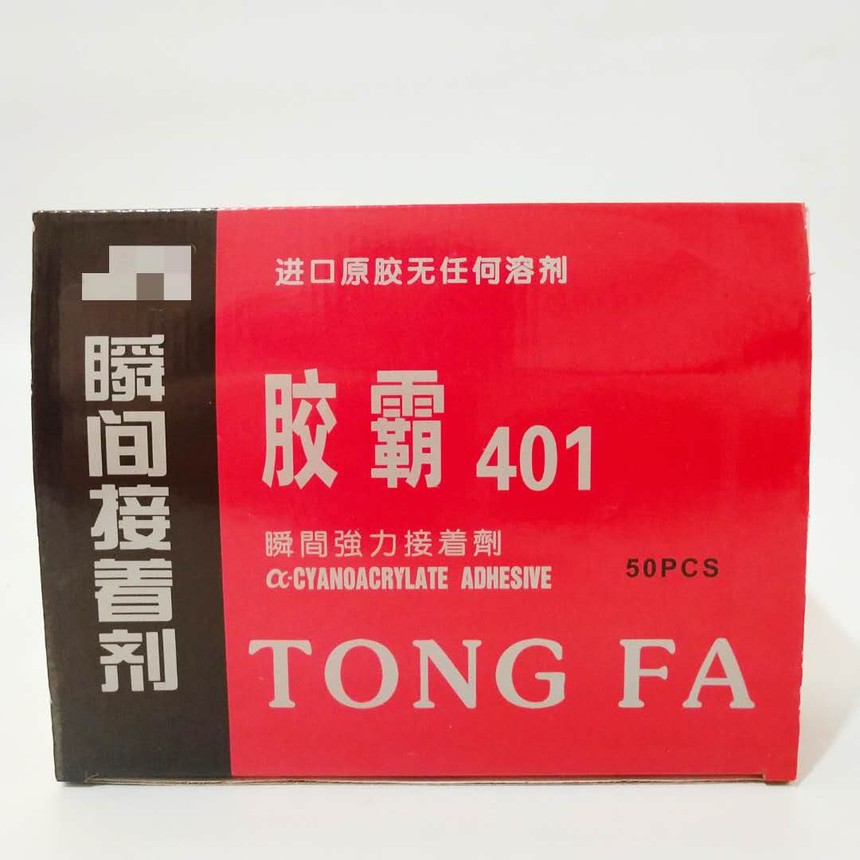 瞬间接着剂
进口原胶无任何溶剂
胶霸 401
瞬間強力接着劑
α-CYANOACRYLATE ADHESIVE
50PCS
TONG FA